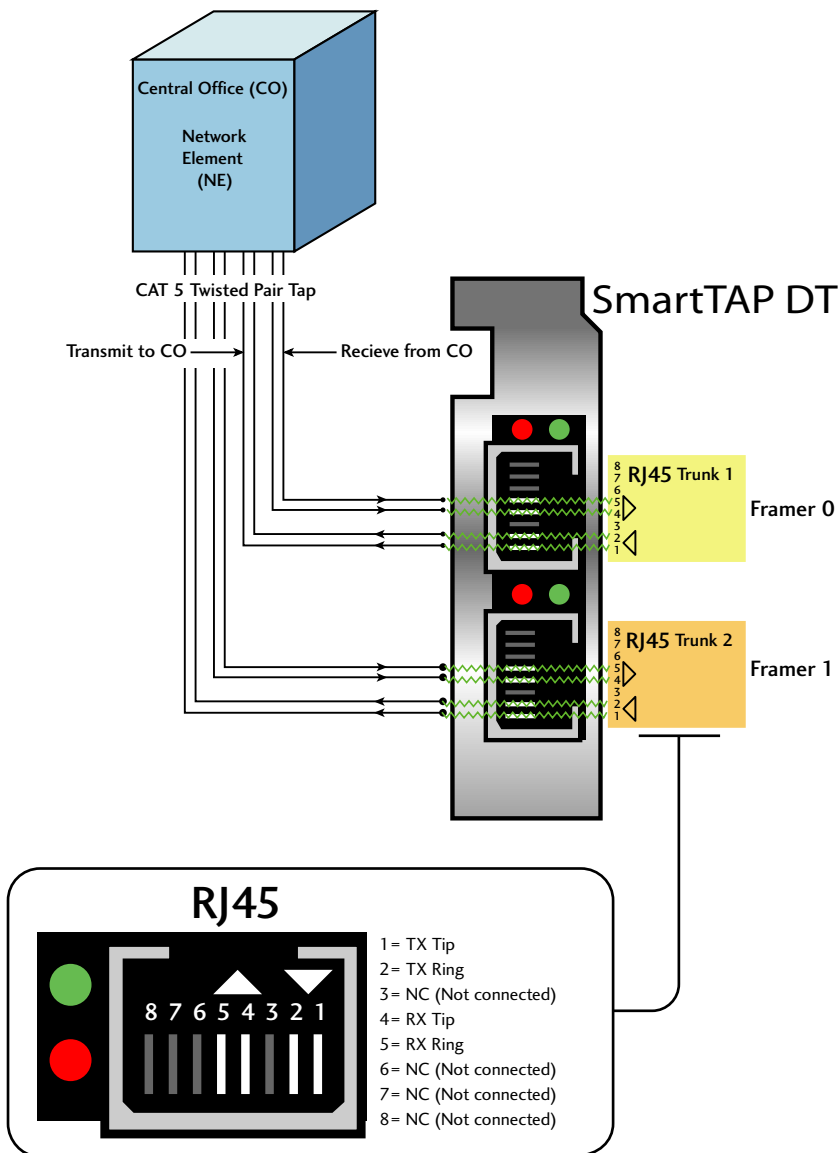 Central Office (CO)
Network
Element
(NE)
CAT 5 Twisted Pair Tap
SmartTAP DT
Transmit to CO
Recieve from CO
8
7
6
5
4
3
2
1
RJ45 Trunk 1
Framer 0
8
7
6
5
4
3
2
1
RJ45 Trunk 2
Framer 1
RJ45
8 7 6 5 4 3 2 1
1= TX Tip
2= TX Ring
3= NC (Not connected)
4= RX Tip
5= RX Ring
6= NC (Not connected)
7= NC (Not connected)
8= NC (Not connected)